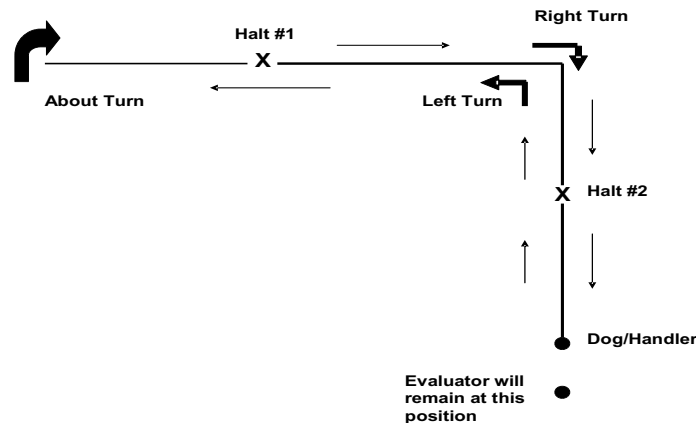 Right Turn
Halt #1
X
About Turn
Left Turn
X
Halt #2
Dog/Handler
Evaluator will
remain at this
position